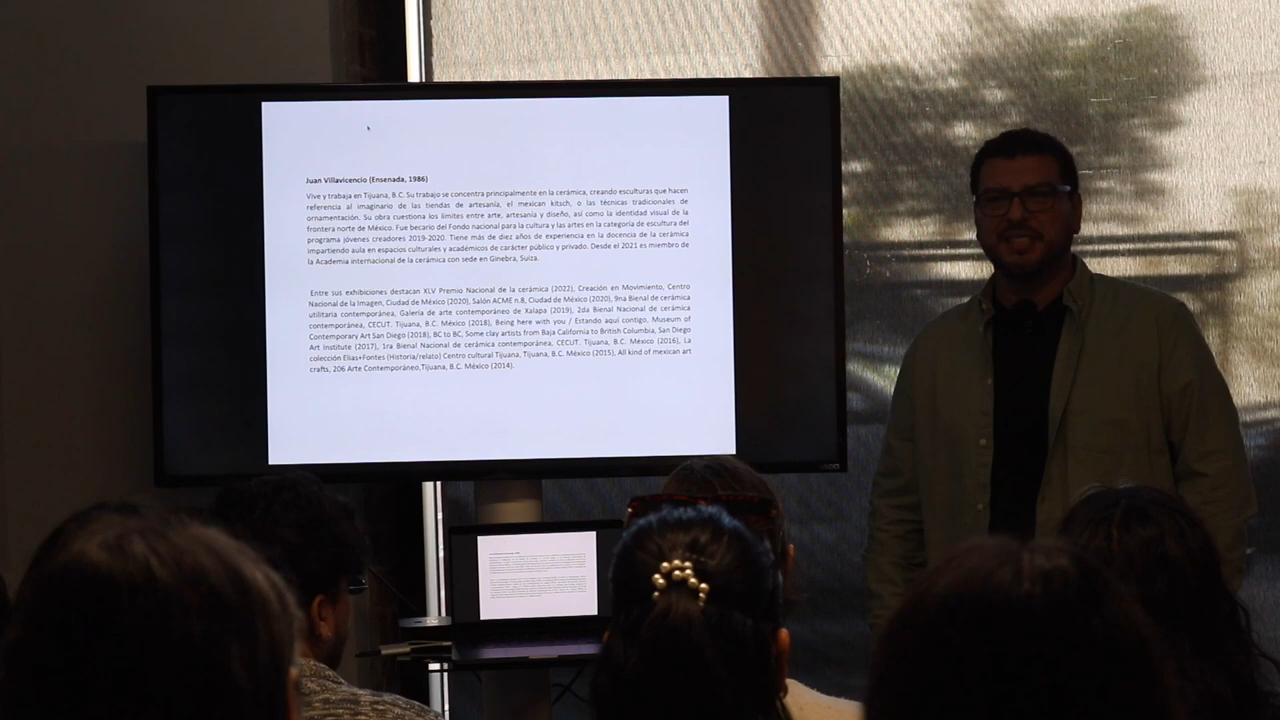 Juan Villavicencio (Ensenada, 1986)
Vive y trabaja en Tijuana, B.C. Su trabajo se concentra principalmente en la cerámica, creando esculturas que hacen
referencia al imaginario de las tiendas de artesanía, el mexican kitsch, o las técnicas tradicionales de
ornamentación. Su obra cuestiona los límites entre arte, artesanía y diseño, así como la identidad visual de la
frontera norte de México. Fue becario del Fondo nacional para la cultura y las artes en la categoría de escultura del
programa jóvenes creadores 2019-2020. Tiene más de diez años de experiencia en la docencia de la cerámica
impartiendo aula en espacios culturales y académicos de carácter público y privado. Desde el 2021 es miembro de
la Academia internacional de la cerámica con sede en Ginebra, Suiza.
Entre sus exhibiciones destacan XLV Premio Nacional de la cerámica (2022), Creación en Movimiento, Centro
Nacional de la Imagen, Ciudad de México (2020), Salón ACME n.8, Ciudad de México (2020), 9na Bienal de cerámica
utilitaria contemporánea, Galería de arte contemporáneo de Xalapa (2019), 2da Bienal Nacional de cerámica
contemporánea, CECUT. Tijuana, B.C. México (2018), Being here with you / Estando aquí contigo, Museum of
Contemporary Art San Diego (2018), BC to BC, Some clay artists from Baja California to British Columbia, San Diego
Art Institute (2017), 1ra Bienal Nacional de cerámica contemporánea, CECUT. Tijuana, B.C. México (2016), La
colección Elias+Fontes (Historia/relato) Centro cultural Tijuana, Tijuana, B.C. México (2015), All kind of mexican art
crafts, 206 Arte Contemporáneo,Tijuana, B.C. México (2014).